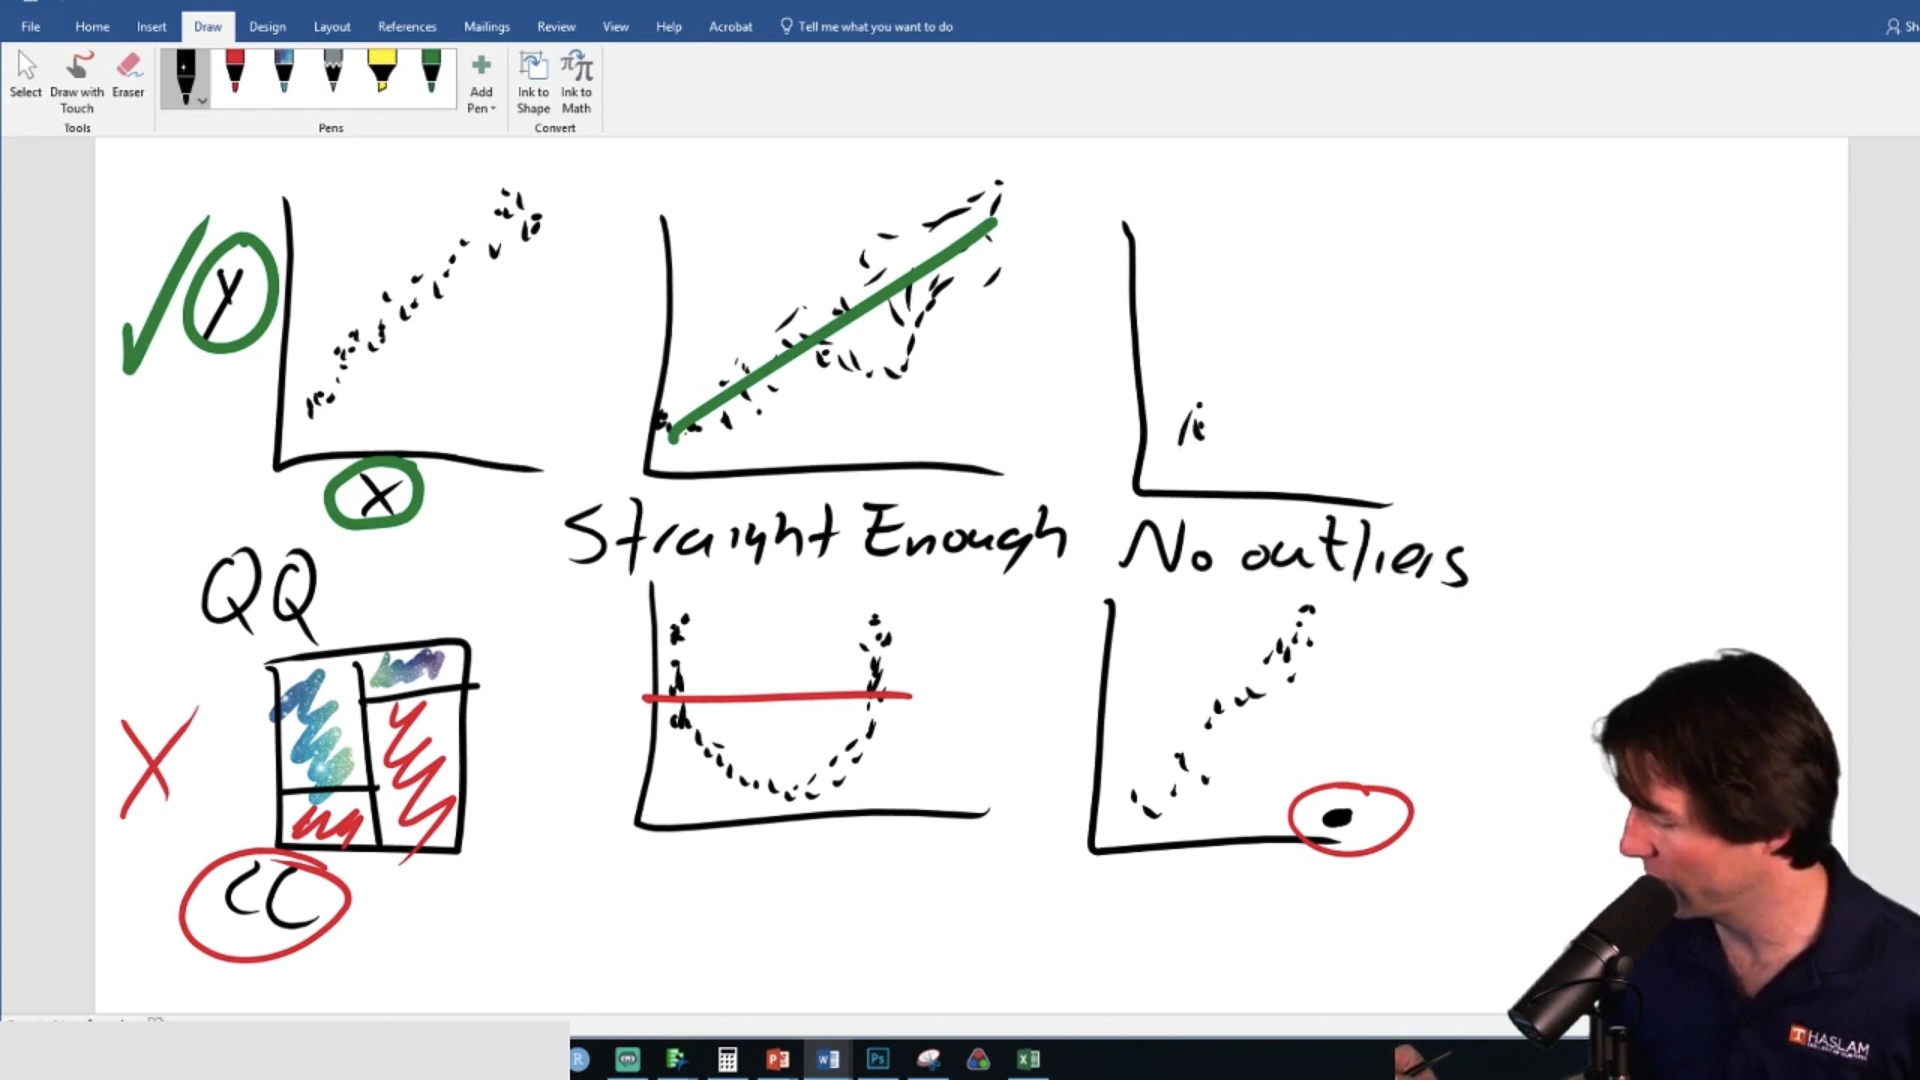 File Home Insert Draw Design Layout References Mailings Review View Help Acrobat Tell me what you want to do Sh
Select Draw with Touch Eraser Add Pen Ink to Shape Ink to Math
Tools Pens Convert
Y
X
Straight Enough
No outliers
QQ
X
CC
T HASLAM
R P W Ps X